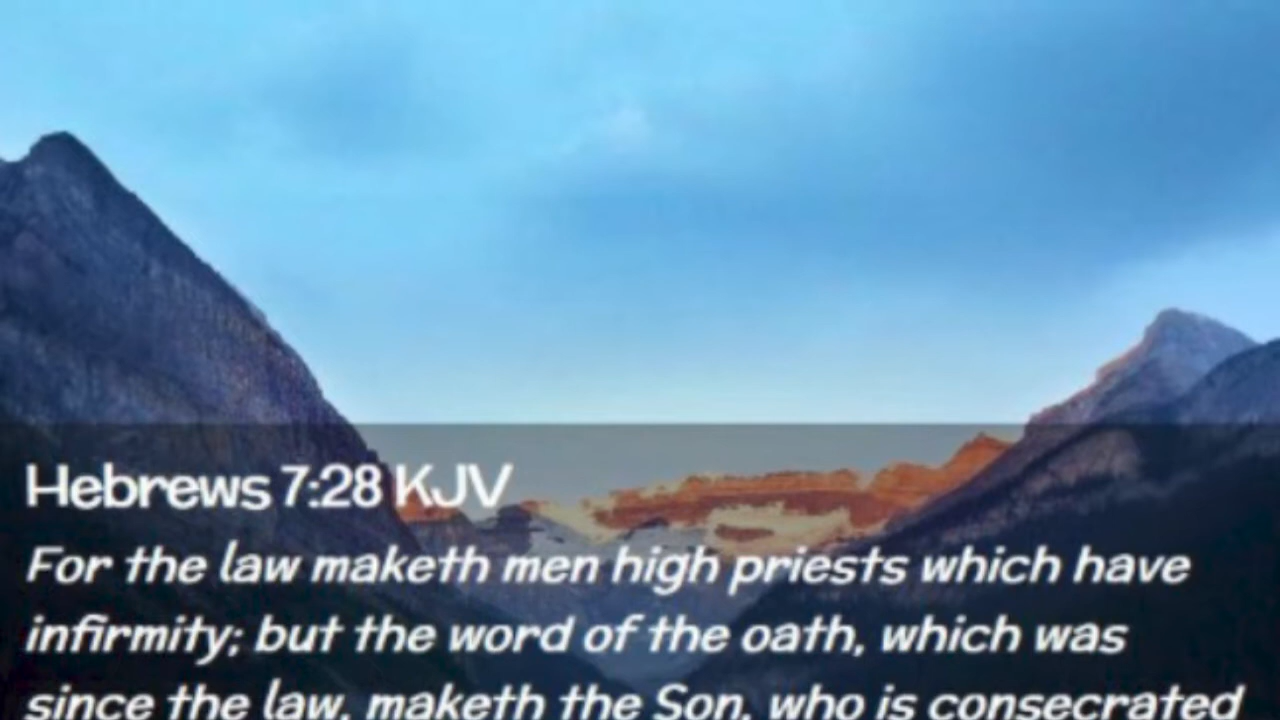 Hebrews 7:28 KJV
For the law maketh men high priests which have
infirmity; but the word of the oath, which was
since the law, maketh the Son, who is consecrated